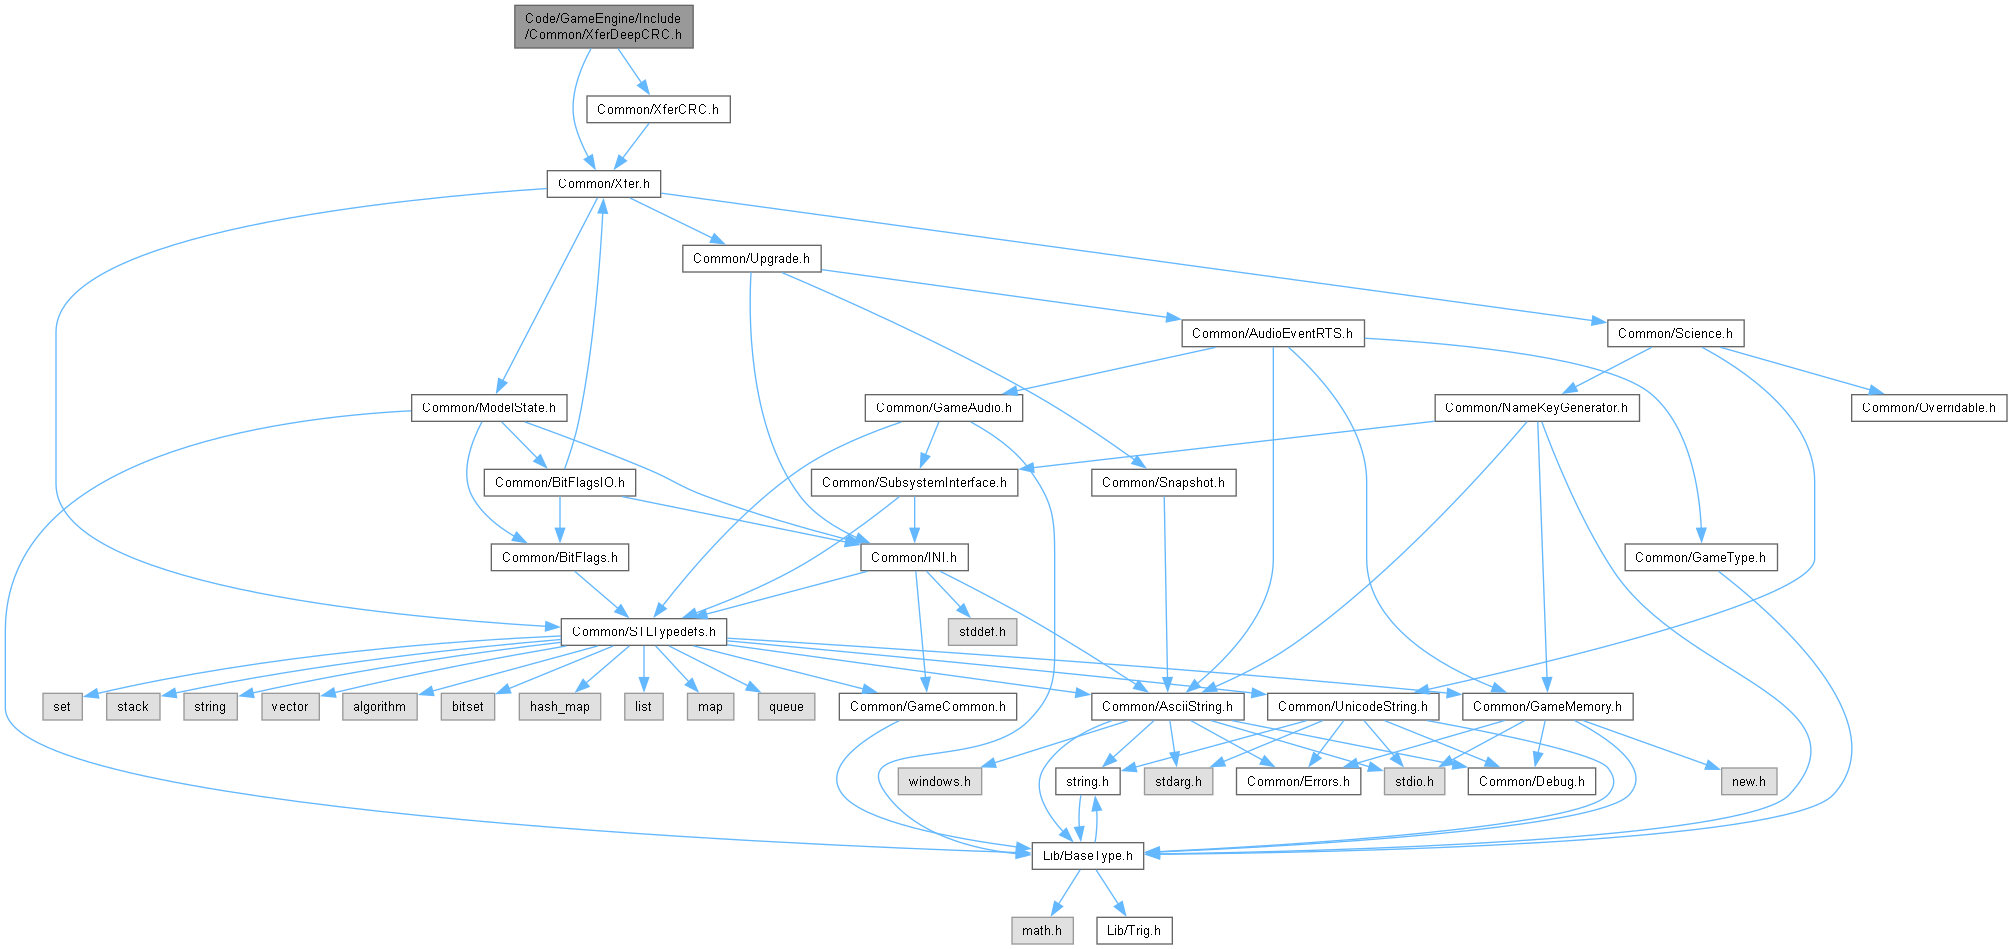 Code/GameEngine/Include
/Common/XferDeepCRC.h
Common/XferCRC.h
Common/Xfer.h
Common/Upgrade.h
Common/AudioEventRTS.h
Common/Science.h
Common/ModelState.h
Common/GameAudio.h
Common/NameKeyGenerator.h
Common/Overridable.h
Common/BitFlagsIO.h
Common/SubsystemInterface.h
Common/Snapshot.h
Common/BitFlags.h
Common/INI.h
Common/GameType.h
Common/STLTypedefs.h
stddef.h
set
stack
string
vector
algorithm
bitset
hash_map
list
map
queue
Common/GameCommon.h
Common/AsciiString.h
Common/UnicodeString.h
Common/GameMemory.h
windows.h
string.h
stdarg.h
Common/Errors.h
stdio.h
Common/Debug.h
new.h
Lib/BaseType.h
math.h
Lib/Trig.h